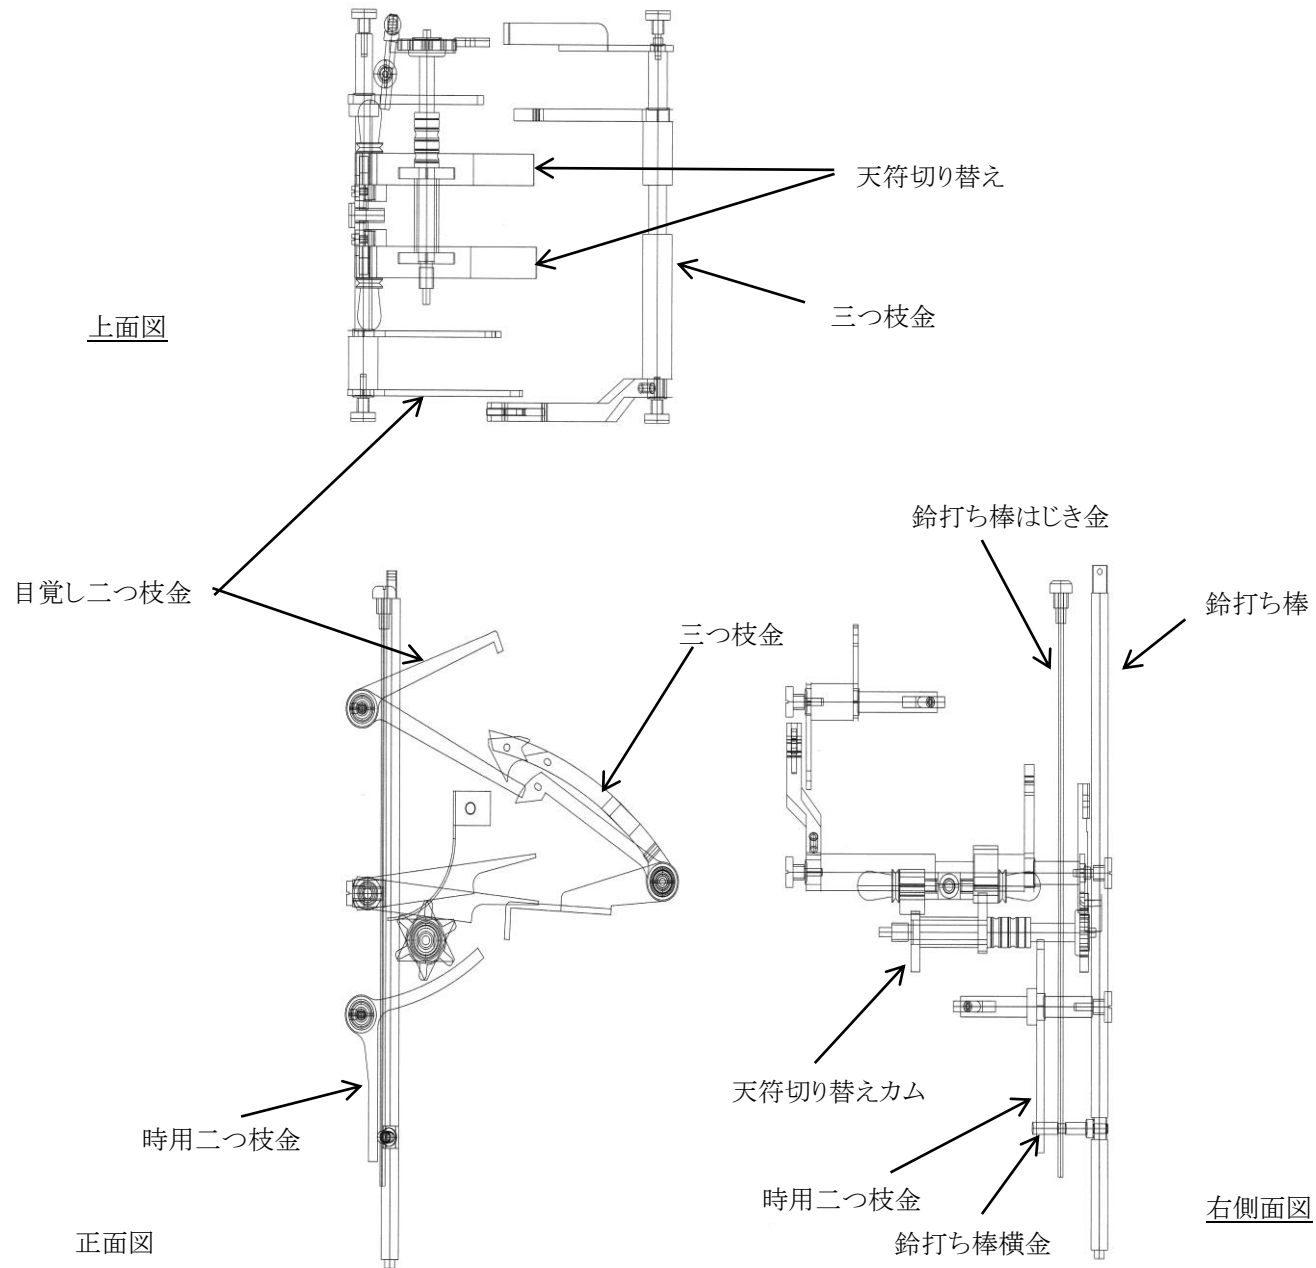 天符切り替え
三つ枝金
上面図
鈴打ち棒はじき金
目覚し二つ枝金
鈴打ち棒
三つ枝金
天符切り替えカム
時用二つ枝金
時用二つ枝金
右側面図
正面図
鈴打ち棒横金